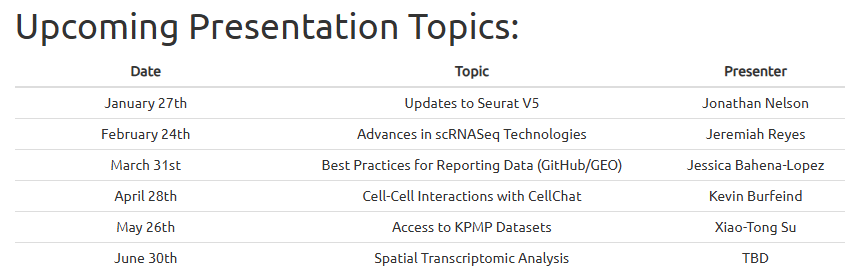 Upcoming Presentation Topics:
Date Topic Presenter
January 27th Updates to Seurat V5 Jonathan Nelson
February 24th Advances in scRNASeq Technologies Jeremiah Reyes
March 31st Best Practices for Reporting Data (GitHub/GEO) Jessica Bahena-Lopez
April 28th Cell-Cell Interactions with CellChat Kevin Burfeind
May 26th Access to KPMP Datasets Xiao-Tong Su
June 30th Spatial Transcriptomic Analysis TBD